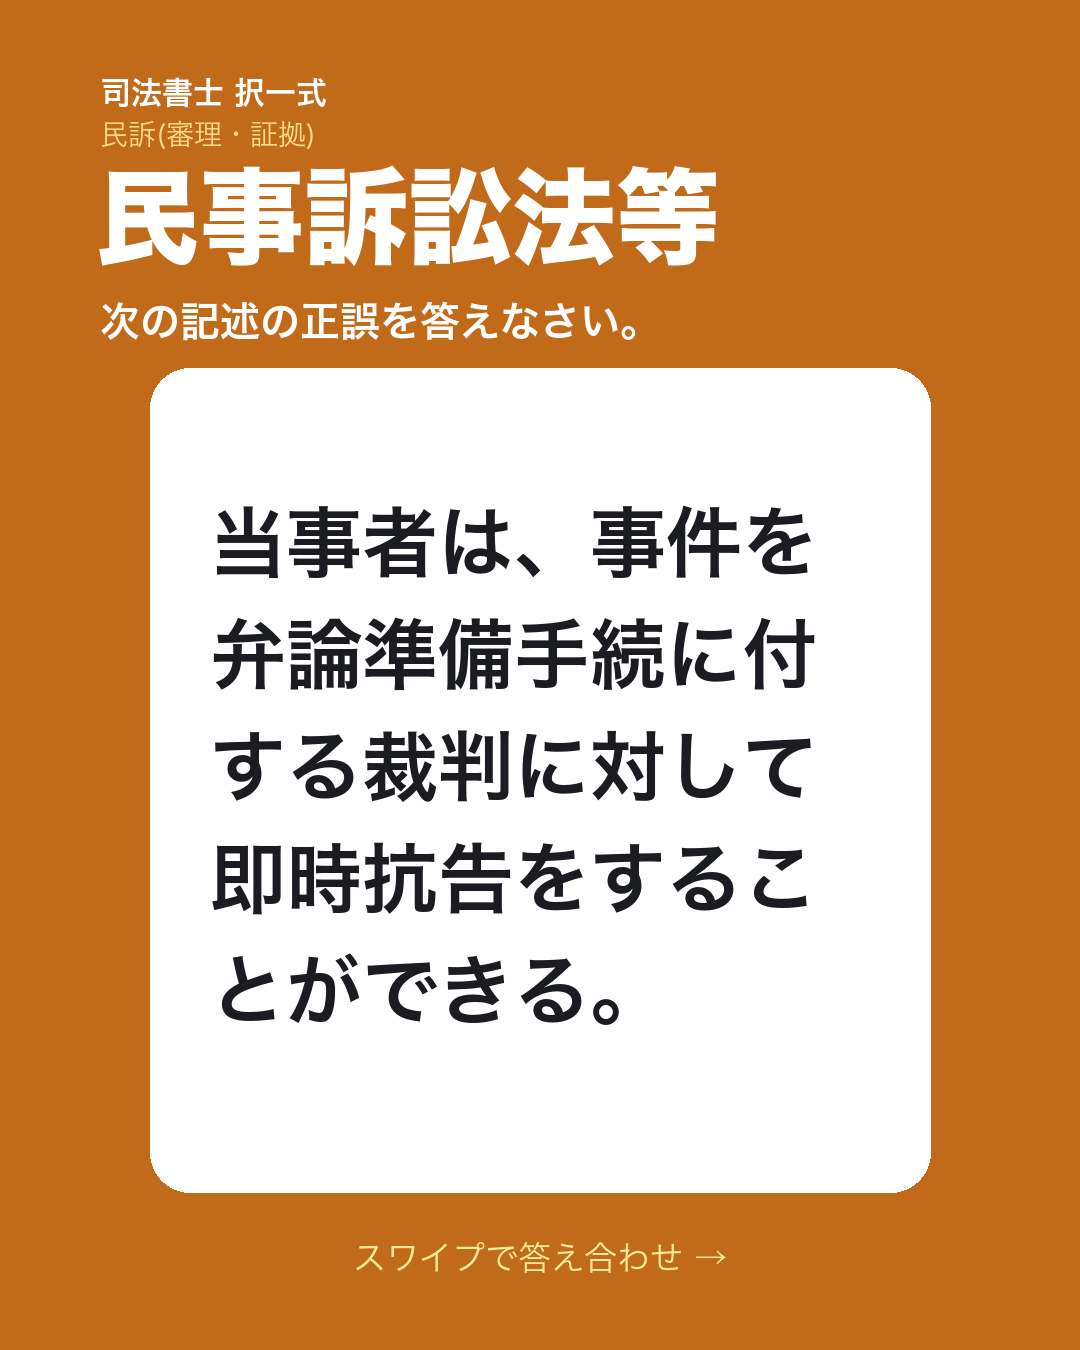 司法書士 択一式
民訴(審理・証拠)
民事訴訟法等
次の記述の正誤を答えなさい。
当事者は、事件を
弁論準備手続に付
する裁判に対して
即時抗告をするこ
とができる。
スワイプで答え合わせ →